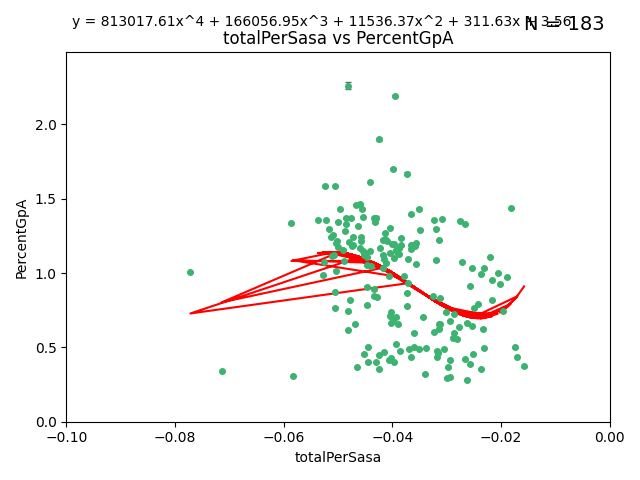 y = 813017.61x^4 + 166056.95x^3 + 11536.37x^2 + 311.63x + 3.56
N = 183
totalPerSasa vs PercentGpA
PercentGpA
2.0
1.5
1.0
0.5
0.0
−0.10 −0.08 −0.06 −0.04 −0.02 0.00
totalPerSasa